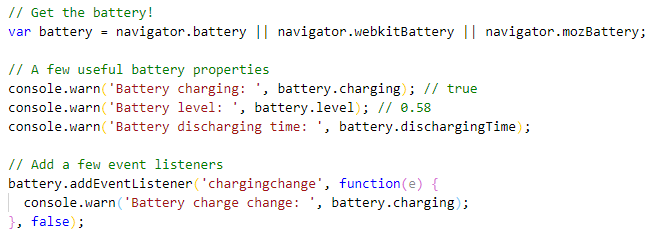 // Get the battery!
var battery = navigator.battery || navigator.webkitBattery || navigator.mozBattery;
// A few useful battery properties
console.warn('Battery charging: ', battery.charging); // true
console.warn('Battery level: ', battery.level); // 0.58
console.warn('Battery discharging time: ', battery.dischargingTime);
// Add a few event listeners
battery.addEventListener('chargingchange', function(e) {
  console.warn('Battery charge change: ', battery.charging);
}, false);